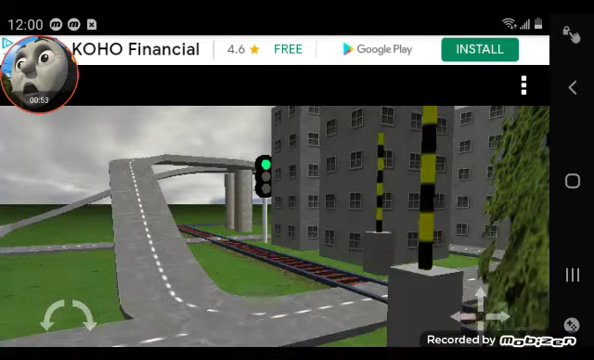 12:00
KOHO Financial 4.6 FREE Google Play INSTALL
00:53
Recorded by mobizen